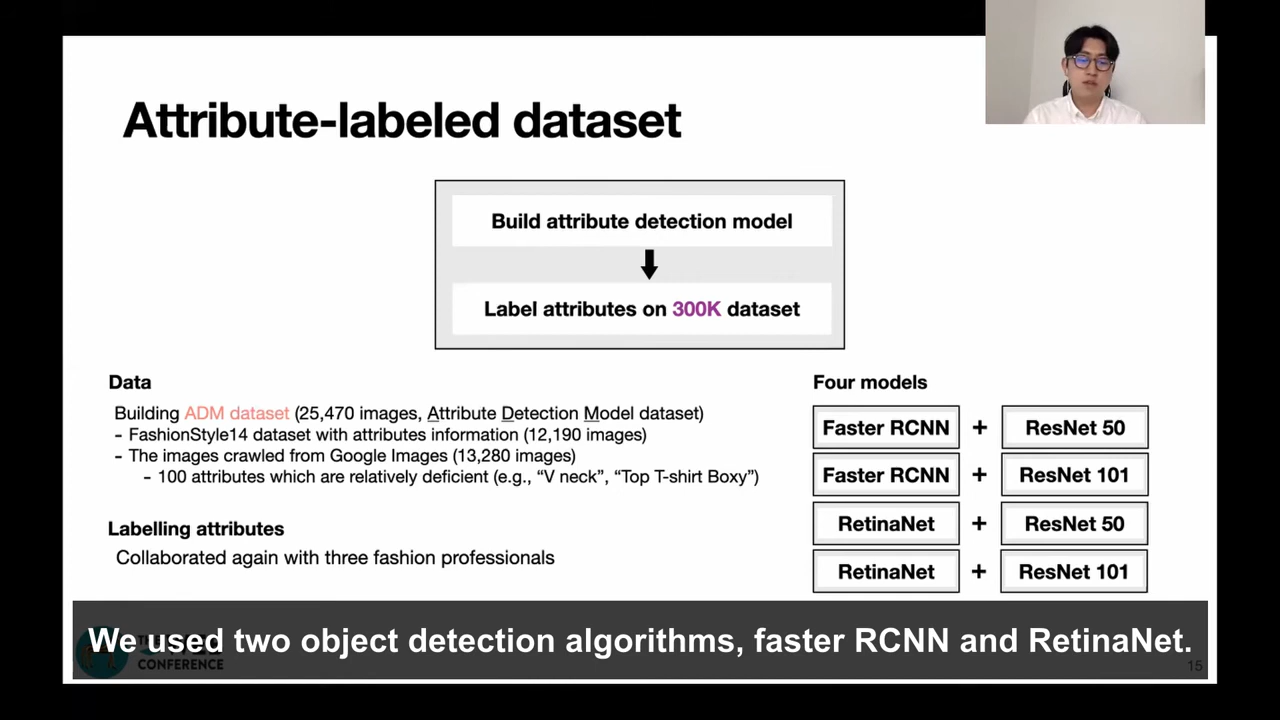 Attribute-labeled dataset
Build attribute detection model
Label attributes on 300K dataset
Data
Building ADM dataset (25,470 images, Attribute Detection Model dataset)
- FashionStyle14 dataset with attributes information (12,190 images)
- The images crawled from Google Images (13,280 images)
- 100 attributes which are relatively deficient (e.g., “V neck”, “Top T-shirt Boxy”)
Labelling attributes
Collaborated again with three fashion professionals
Four models
Faster RCNN + ResNet 50
Faster RCNN + ResNet 101
RetinaNet + ResNet 50
RetinaNet + ResNet 101
We used two object detection algorithms, faster RCNN and RetinaNet.
CONFERENCE
15